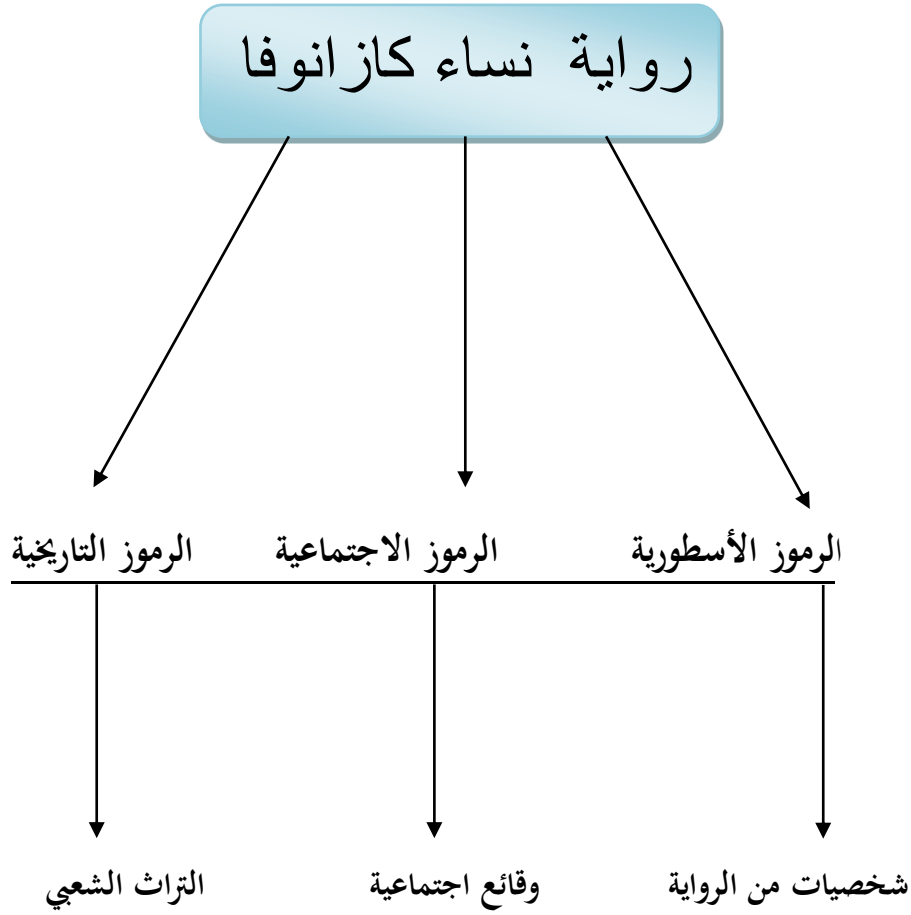 رواية نساء كازانوفا
الرموز الأسطورية الرموز الاجتماعية الرموز التاريخية
شخصيات من الرواية وقائع اجتماعية التراث الشعبي